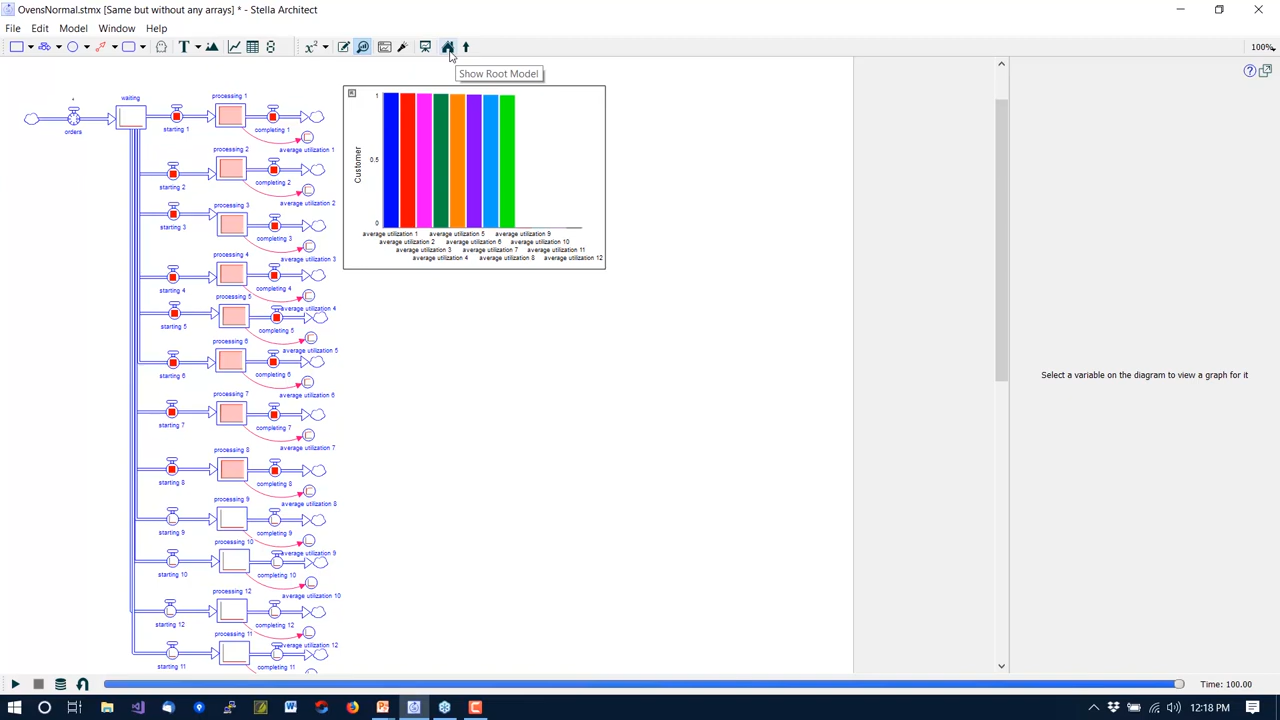 OvensNormal.stmx [Same but without any arrays] * - Stella Architect
File Edit Model Window Help
100%
Show Root Model
waiting
orders
processing 1
starting 1
completing 1
average utilization 1
processing 2
starting 2
completing 2
average utilization 2
processing 3
starting 3
completing 3
average utilization 3
processing 4
starting 4
completing 4
average utilization 4
processing 5
starting 5
completing 5
average utilization 5
processing 6
starting 6
completing 6
average utilization 6
processing 7
starting 7
completing 7
average utilization 7
processing 8
starting 8
completing 8
average utilization 8
processing 9
starting 9
completing 9
average utilization 9
processing 10
starting 10
completing 10
average utilization 10
processing 12
starting 12
completing 12
average utilization 12
processing 11
starting 11
completing 11
Customer
1
0.5
0
average utilization 1 average utilization 5 average utilization 9
average utilization 2 average utilization 6 average utilization 10
average utilization 3 average utilization 7 average utilization 11
average utilization 4 average utilization 8 average utilization 12
Select a variable on the diagram to view a graph for it
Time: 100.00
12:18 PM